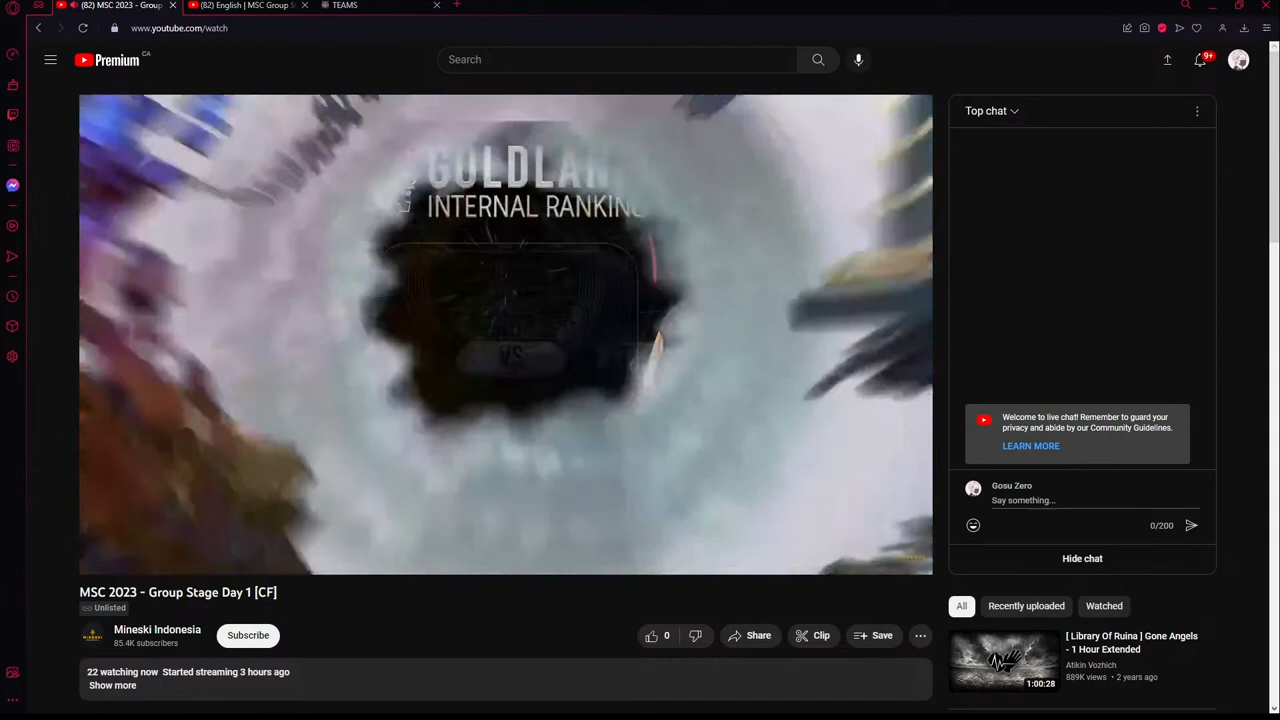 (82) MSC 2023 - Group
(82) English | MSC Group S
TEAMS
www.youtube.com/watch
Premium CA
Search
9+
GOLDLAN
INTERNAL RANKING
VS
MSC 2023 - Group Stage Day 1 [CF]
Unlisted
MINESKI
Mineski Indonesia
85.4K subscribers
Subscribe
0
Share
Clip
Save
22 watching now Started streaming 3 hours ago
Show more
Top chat
Welcome to live chat! Remember to guard your
privacy and abide by our Community Guidelines.
LEARN MORE
Gosu Zero
Say something...
0/200
Hide chat
All
Recently uploaded
Watched
[ Library Of Ruina ] Gone Angels
- 1 Hour Extended
Atikin Vozhich
889K views • 2 years ago
1:00:28